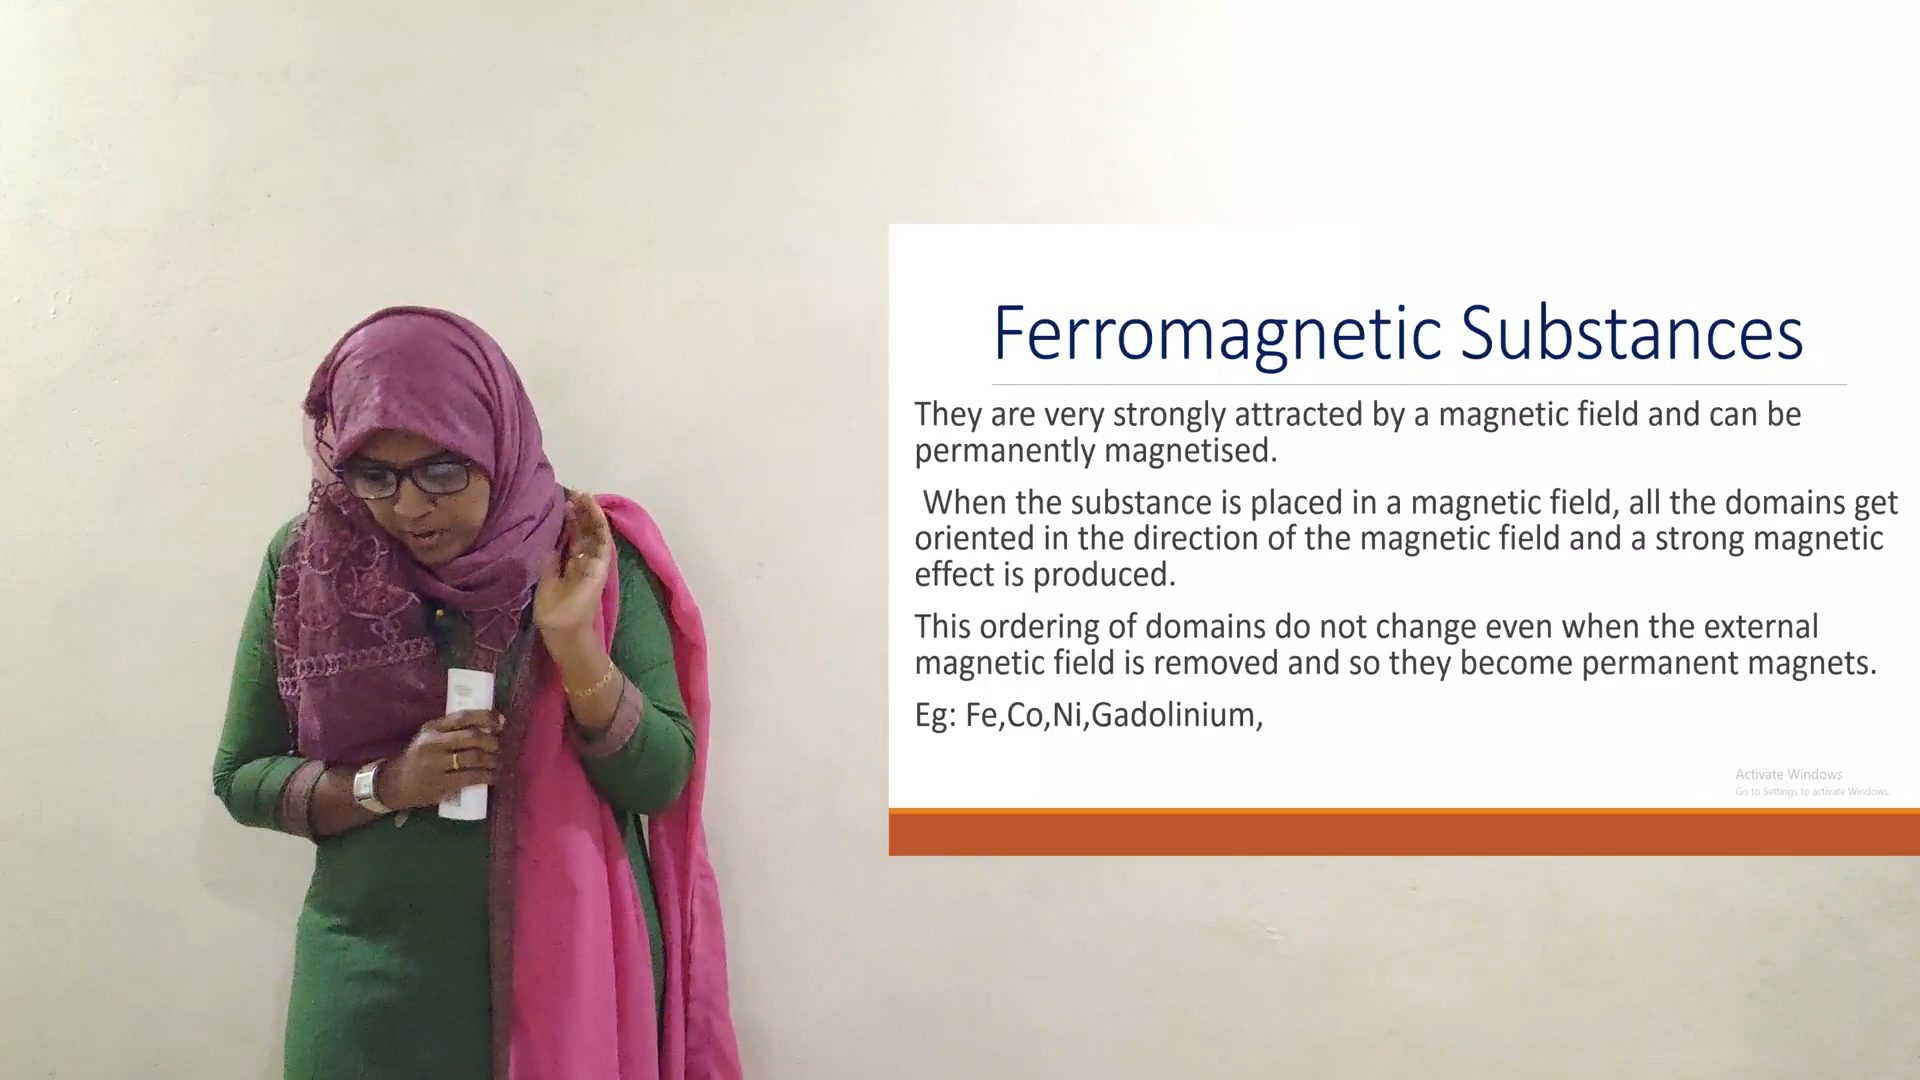 Ferromagnetic Substances
They are very strongly attracted by a magnetic field and can be
permanently magnetised.
When the substance is placed in a magnetic field, all the domains get
oriented in the direction of the magnetic field and a strong magnetic
effect is produced.
This ordering of domains do not change even when the external
magnetic field is removed and so they become permanent magnets.
Eg: Fe,Co,Ni,Gadolinium,
Activate Windows
Go to Settings to activate Windows.